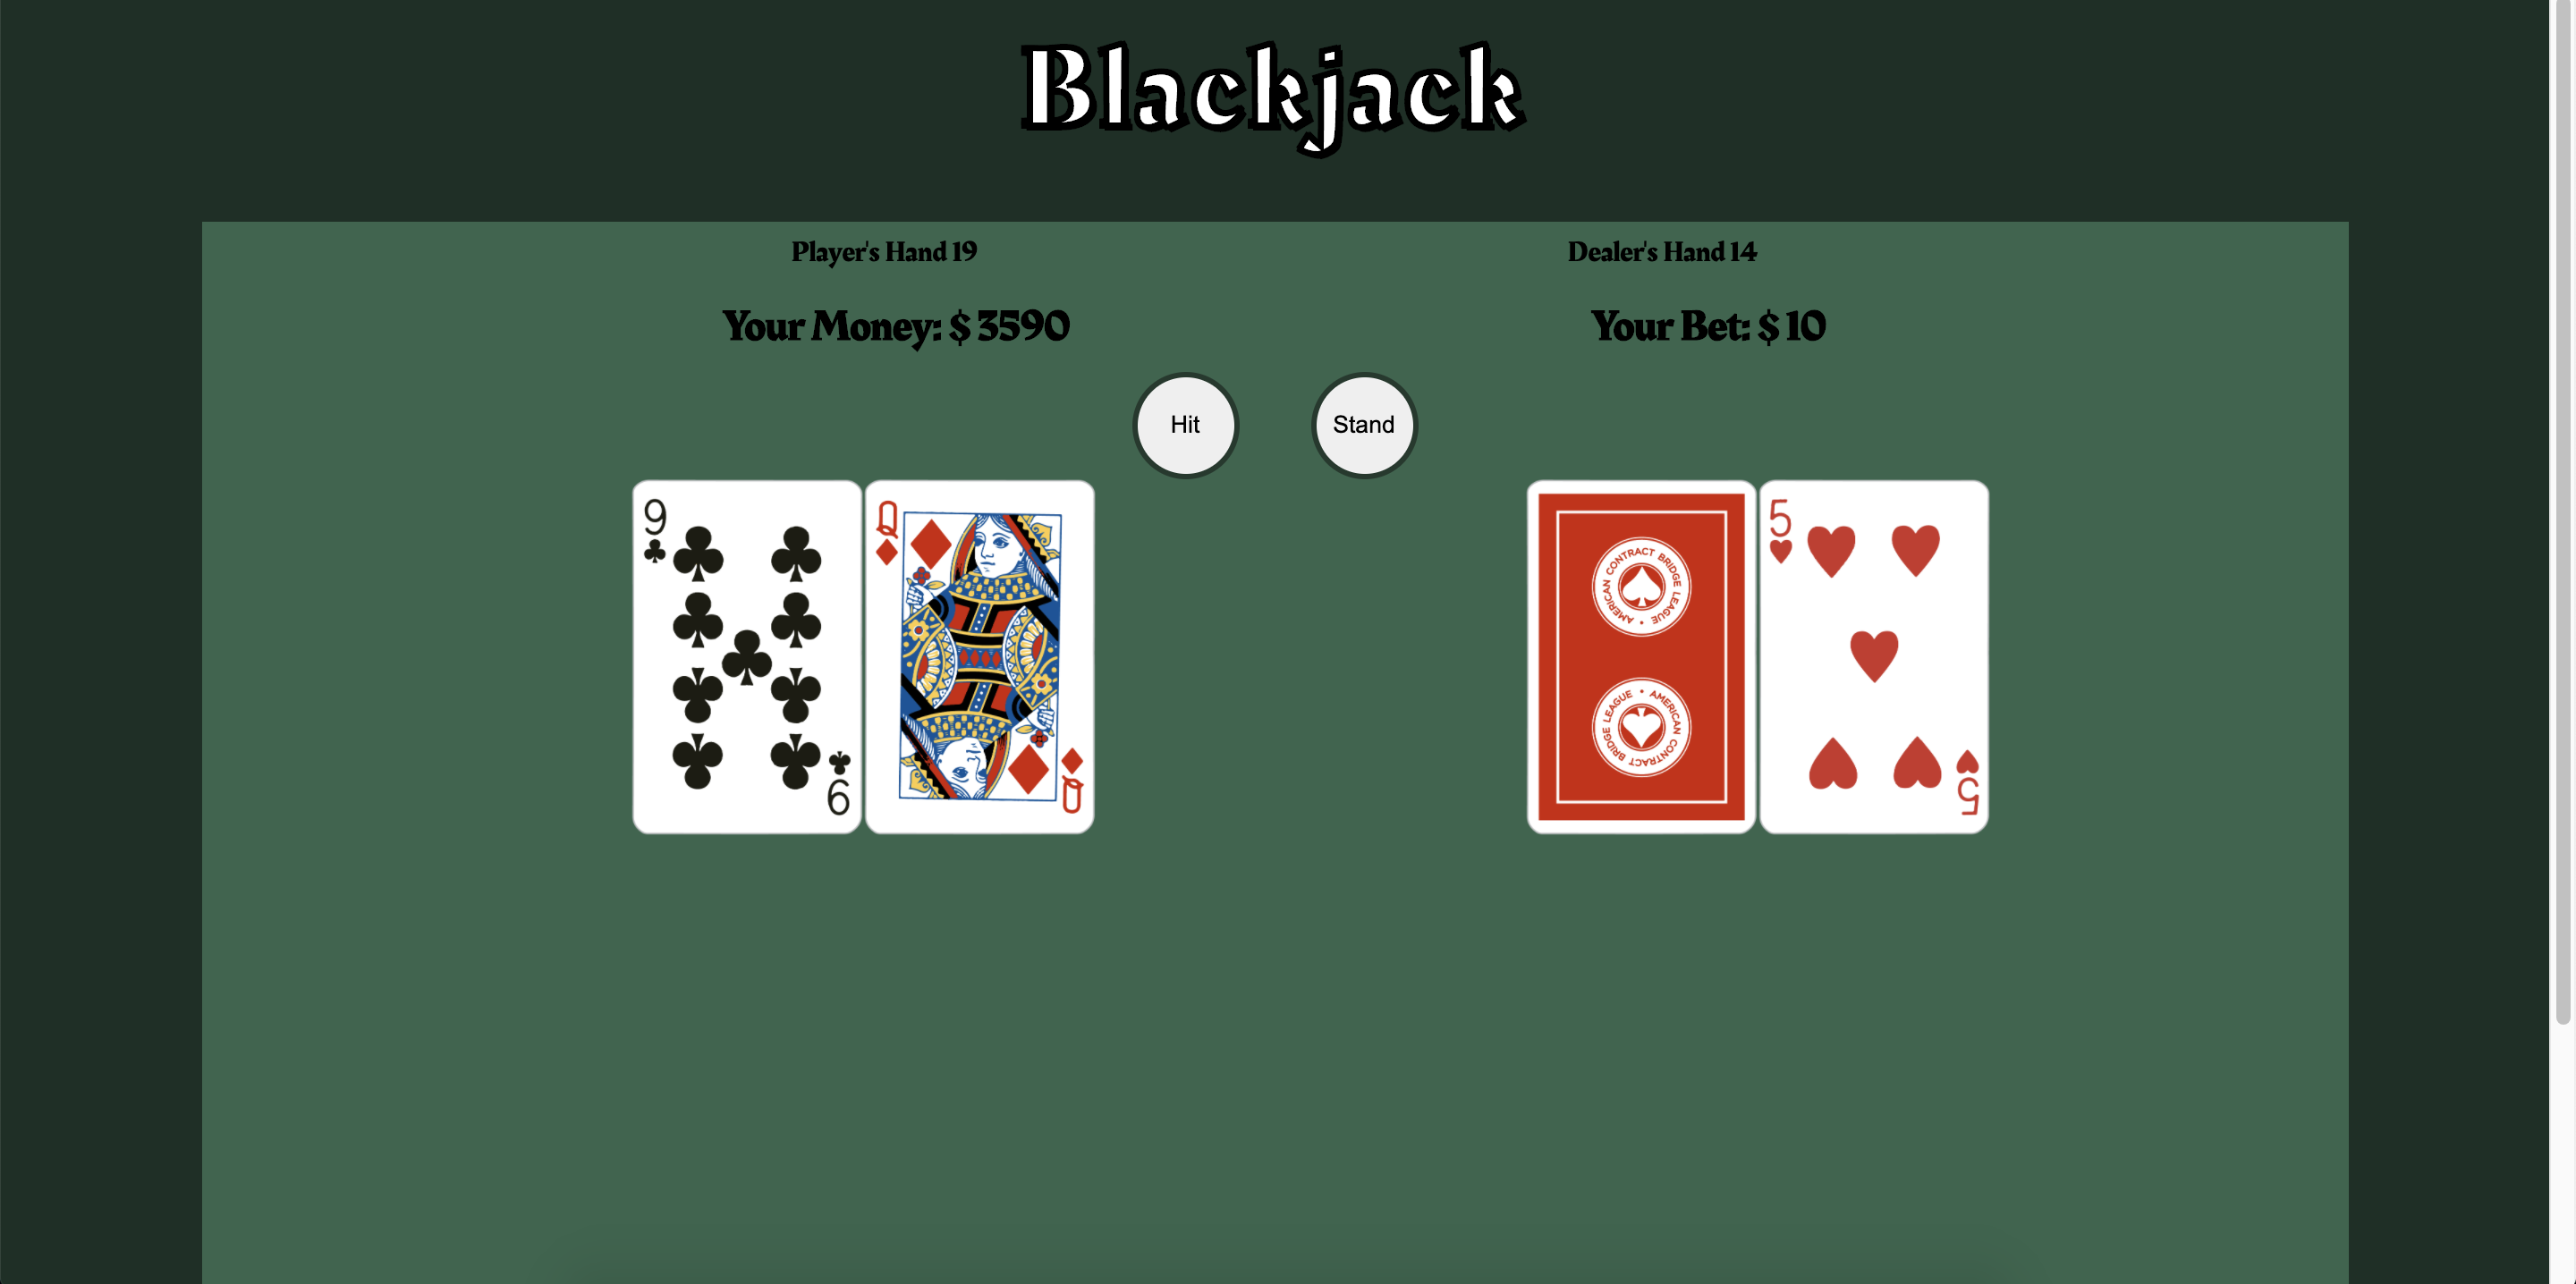 Blackjack
Player's Hand 19
Dealer's Hand 14
Your Money: $ 3590
Your Bet: $ 10
Hit
Stand
9
9
Q
Q
AMERICAN CONTRACT BRIDGE LEAGUE •
AMERICAN CONTRACT BRIDGE LEAGUE •
5
5